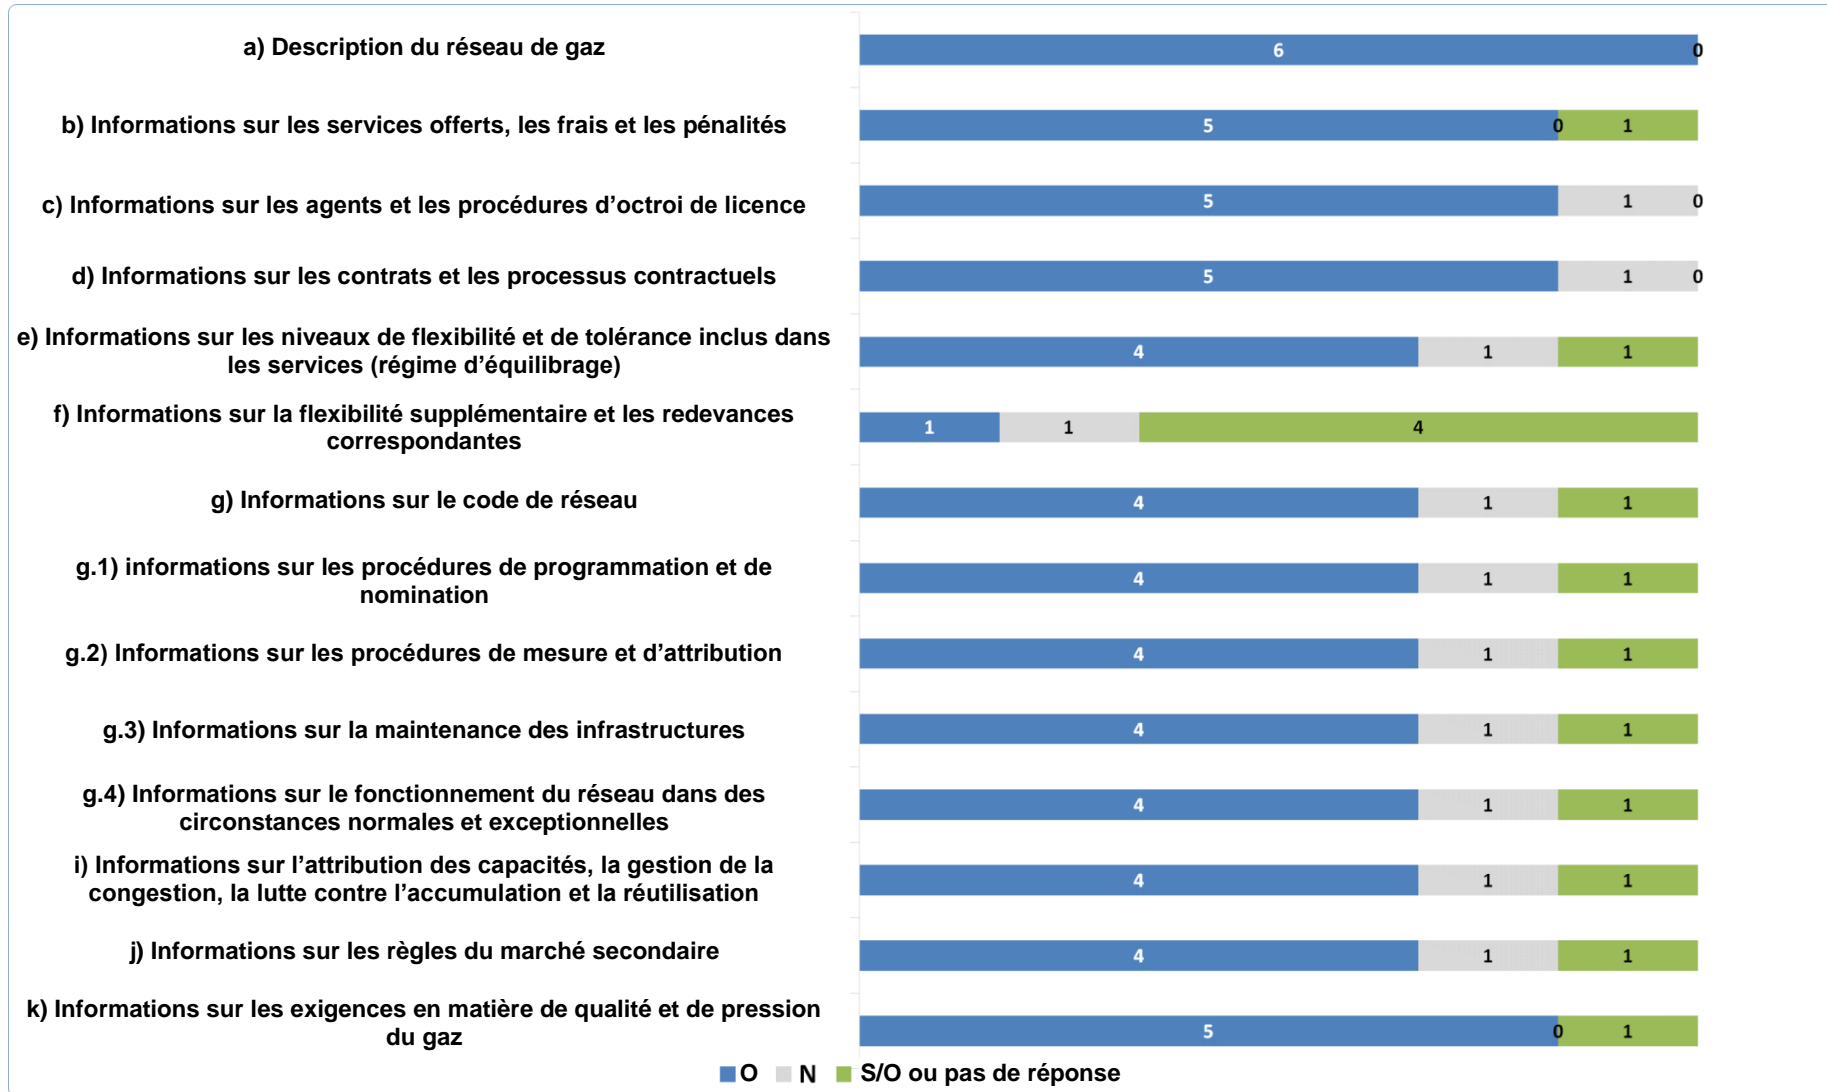 a) Description du réseau de gaz
6 0
b) Informations sur les services offerts, les frais et les pénalités
5 0 1
c) Informations sur les agents et les procédures d’octroi de licence
5 1 0
d) Informations sur les contrats et les processus contractuels
5 1 0
e) Informations sur les niveaux de flexibilité et de tolérance inclus dans
les services (régime d’équilibrage)
4 1 1
f) Informations sur la flexibilité supplémentaire et les redevances
correspondantes
1 1 4
g) Informations sur le code de réseau
4 1 1
g.1) informations sur les procédures de programmation et de
nomination
4 1 1
g.2) Informations sur les procédures de mesure et d’attribution
4 1 1
g.3) Informations sur la maintenance des infrastructures
4 1 1
g.4) Informations sur le fonctionnement du réseau dans des
circonstances normales et exceptionnelles
4 1 1
i) Informations sur l’attribution des capacités, la gestion de la
congestion, la lutte contre l’accumulation et la réutilisation
4 1 1
j) Informations sur les règles du marché secondaire
4 1 1
k) Informations sur les exigences en matière de qualité et de pression
du gaz
5 0 1
O N S/O ou pas de réponse